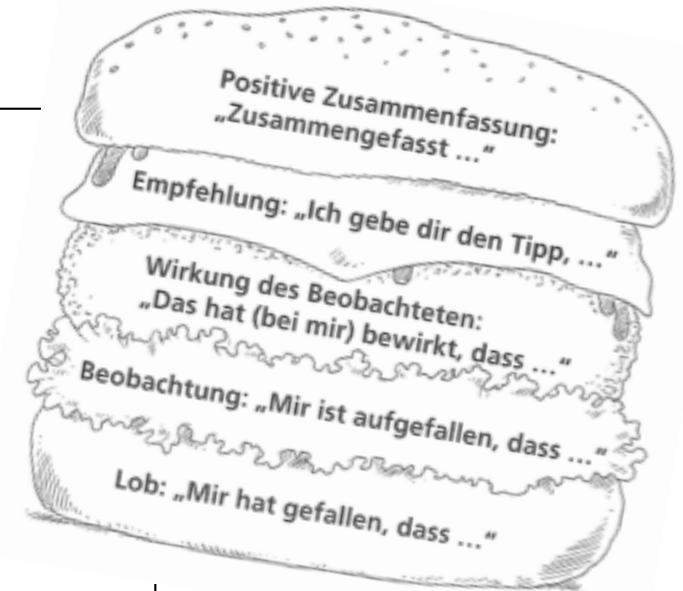 Positive Zusammenfassung:
„Zusammengefasst ...“
Empfehlung: „Ich gebe dir den Tipp, ...“
Wirkung des Beobachteten:
„Das hat (bei mir) bewirkt, dass ...“
Beobachtung: „Mir ist aufgefallen, dass ...“
Lob: „Mir hat gefallen, dass ...“